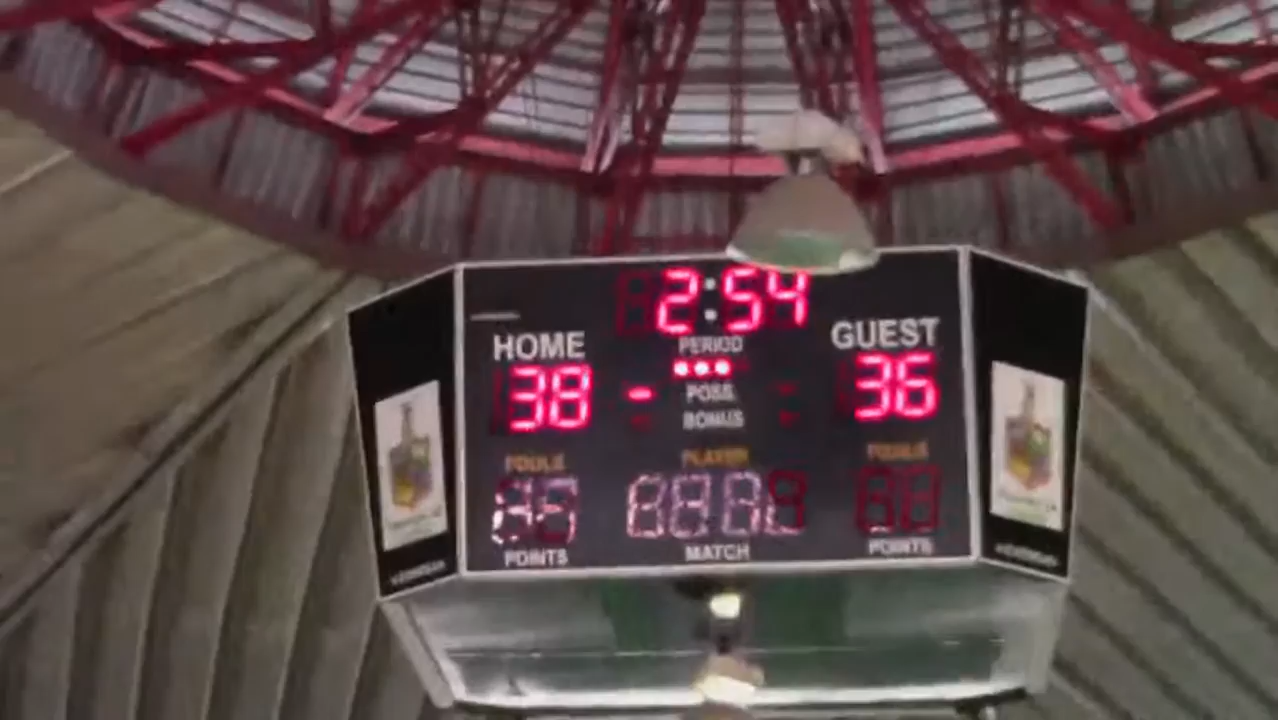 2:54
HOME
PERIOD
GUEST
38
36
POSS.
BONUS
FOULS
PLAYER
FOULS
POINTS
MATCH
POINTS